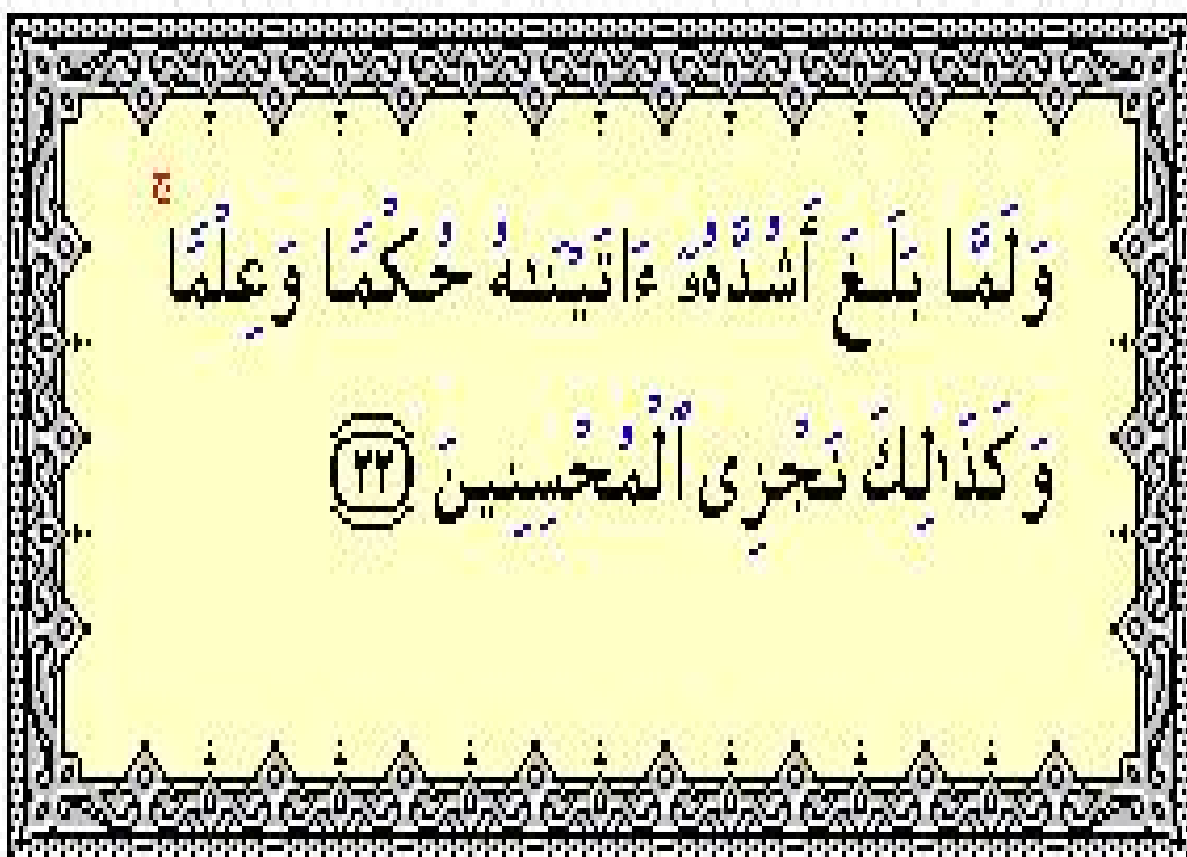 وَلَمَّا بَلَغَ أَشُدَّهُۥٓ ءَاتَيْنَٰهُ حُكْمًا وَعِلْمًا ۚ
وَكَذَٰلِكَ نَجْزِى ٱلْمُحْسِنِينَ ٢٢